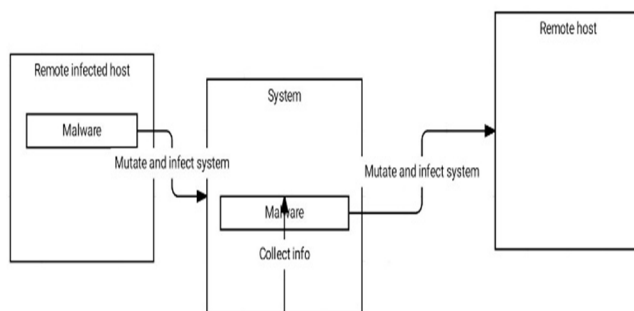 Remote infected host
Malware
Mutate and infect system
System
Malware
Collect info
Mutate and infect system
Remote host